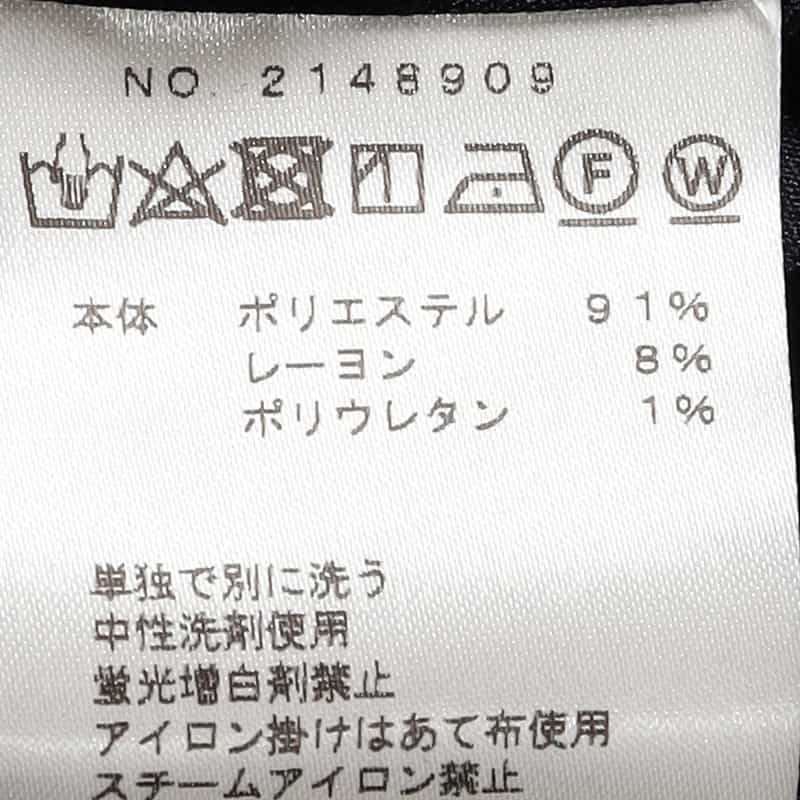 NO. 2148909
F W
本体 ポリエステル 91%
レーヨン 8%
ポリウレタン 1%
単独で別に洗う
中性洗剤使用
蛍光増白剤禁止
アイロン掛けはあて布使用
スチームアイロン禁止